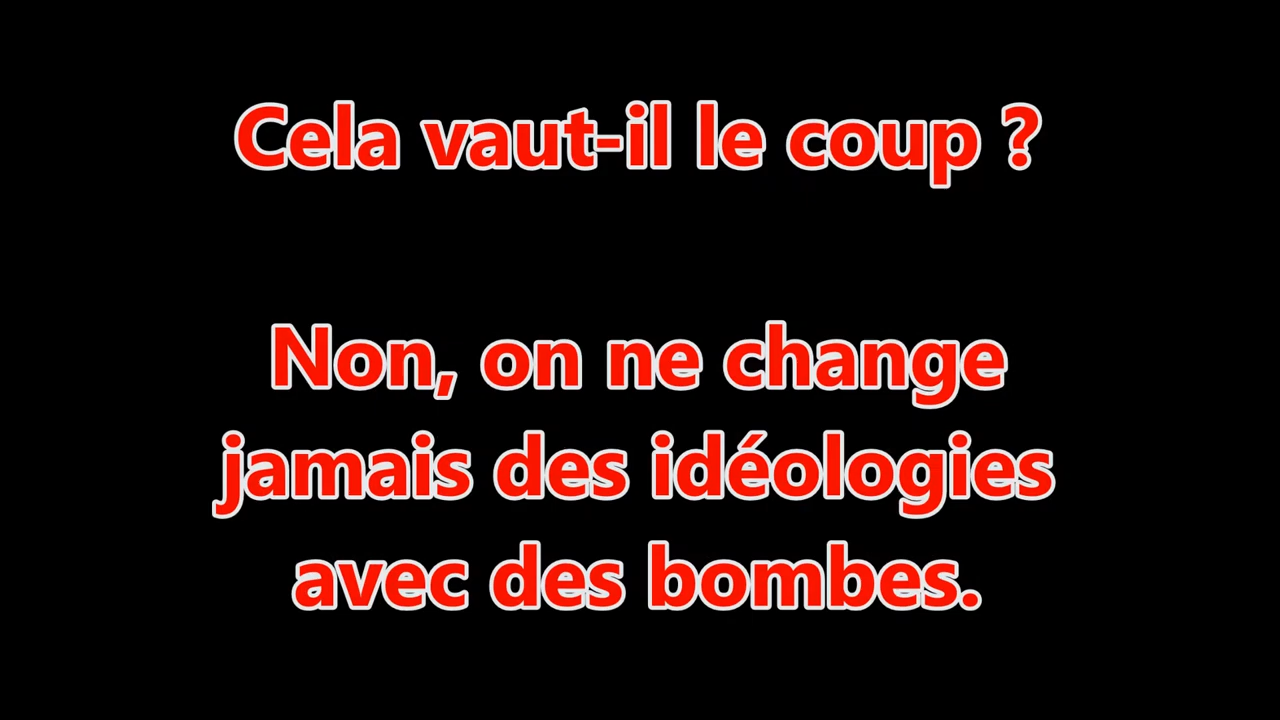 Cela vaut-il le coup ?
Non, on ne change
jamais des idéologies
avec des bombes.